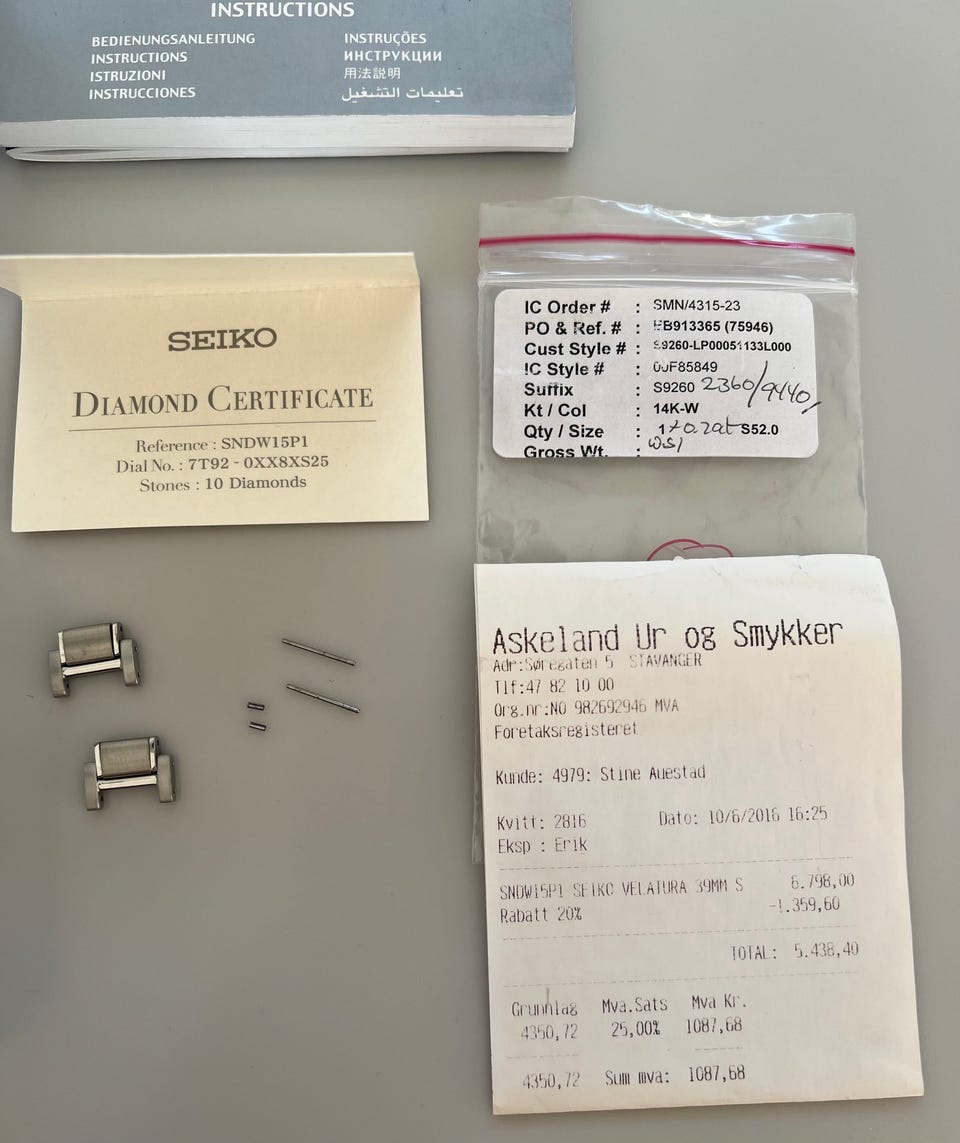 INSTRUCTIONS
BEDIENUNGSANLEITUNG
INSTRUCTIONS
ISTRUZIONI
INSTRUCCIONES
INSTRUÇÕES
ИНСТРУКЦИИ
用法説明
تعليمات التشغيل
SEIKO
DIAMOND CERTIFICATE
Reference : SNDW15P1
Dial No. : 7T92 - 0XX8XS25
Stones : 10 Diamonds
IC Order # : SMN/4315-23
PO & Ref. # : (75946)
Cust Style # : S9260-LP00051133L000
IC Style # :
Suffix : S9260 2360/9440,
Kt / Col : 14K-W
Qty / Size : 1 S52.0
Gross Wt. :
Askeland Ur og Smykker
Adr:Søregaten 5 STAVANGER
Tlf:47 82 10 00
Org.nr:NO 982692946 MVA
Foretaksregisteret
Kunde: 4979: Stine Auestad
Kvitt: 2816 Dato: 10/6/2016 16:25
Eksp : Erik
SNDW15P1 SEIKO VELATURA 39MM S 6.798,00
Rabatt 20% -1.359,60
TOTAL: 5.438,40
Grunnlag Mva.Sats Mva Kr.
4350,72 25,00% 1087,68
4350,72 Sum mva: 1087,68